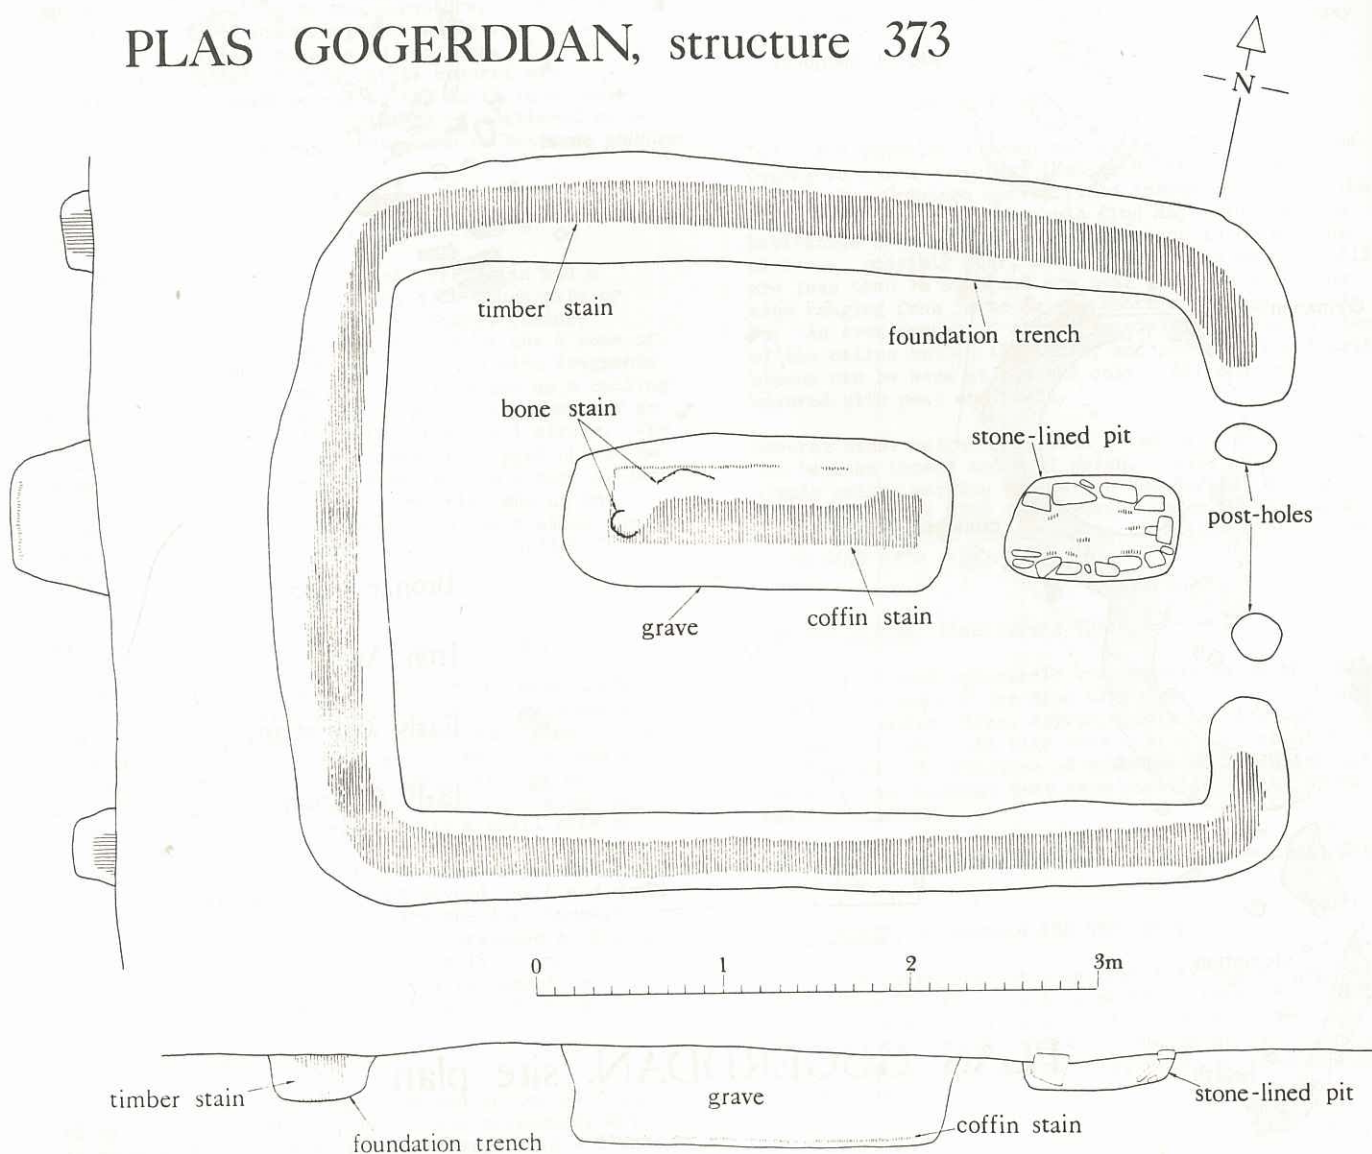 PLAS GOGERDDAN, structure 373
N
timber stain
foundation trench
bone stain
stone-lined pit
post-holes
grave
coffin stain
0 1 2 3m
timber stain
foundation trench
grave
coffin stain
stone-lined pit